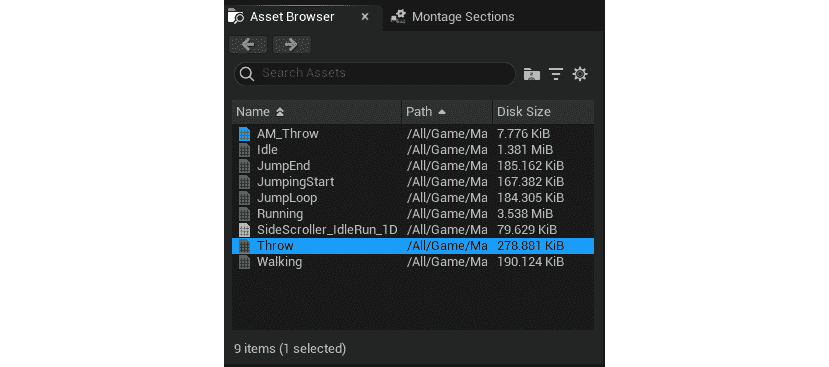 Asset Browser Montage Sections
Search Assets
Name Path Disk Size
AM_Throw /All/Game/Ma 7.776 KiB
Idle /All/Game/Ma 1.381 MiB
JumpEnd /All/Game/Ma 185.162 KiB
JumpingStart /All/Game/Ma 167.382 KiB
JumpLoop /All/Game/Ma 184.305 KiB
Running /All/Game/Ma 3.538 MiB
SideScroller_IdleRun_1D /All/Game/Ma 79.629 KiB
Throw /All/Game/Ma 278.881 KiB
Walking /All/Game/Ma 190.124 KiB
9 items (1 selected)